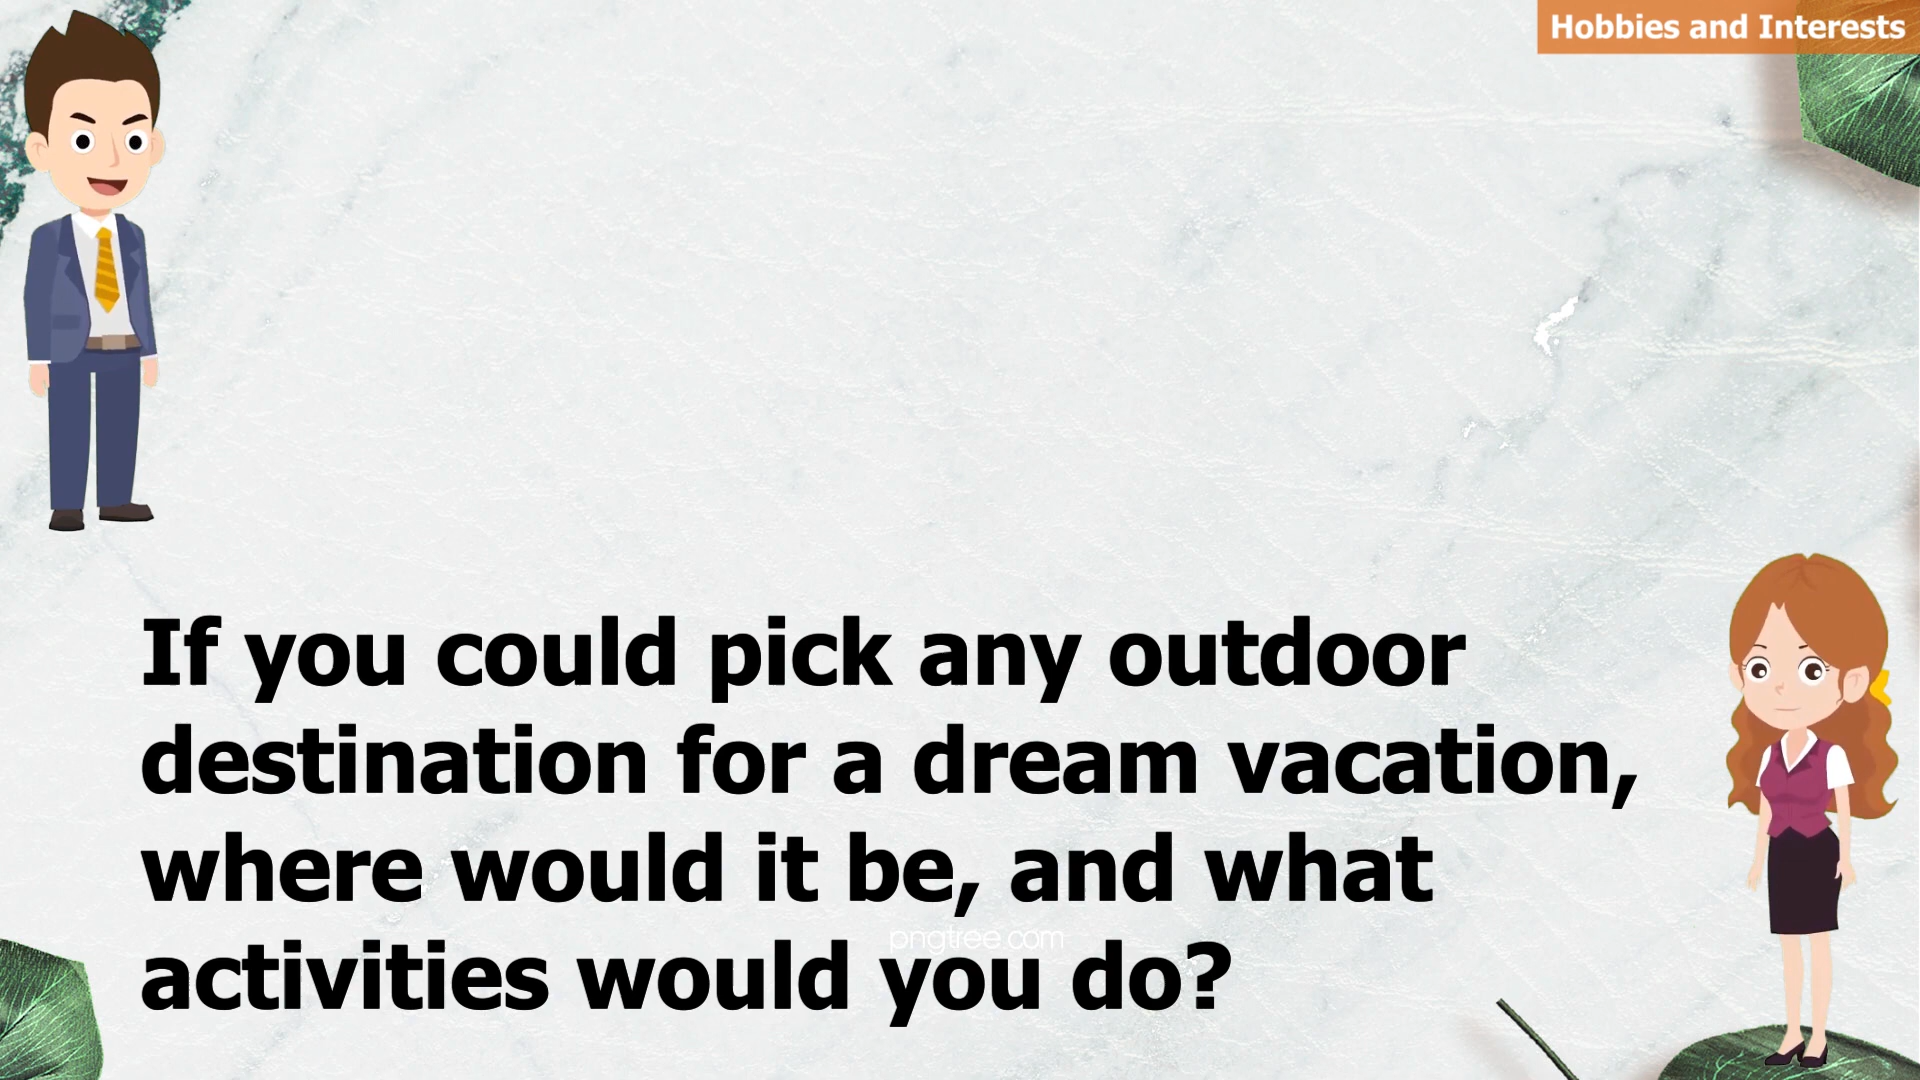 Hobbies and Interests
If you could pick any outdoor
destination for a dream vacation,
where would it be, and what
pngtree.com
activities would you do?